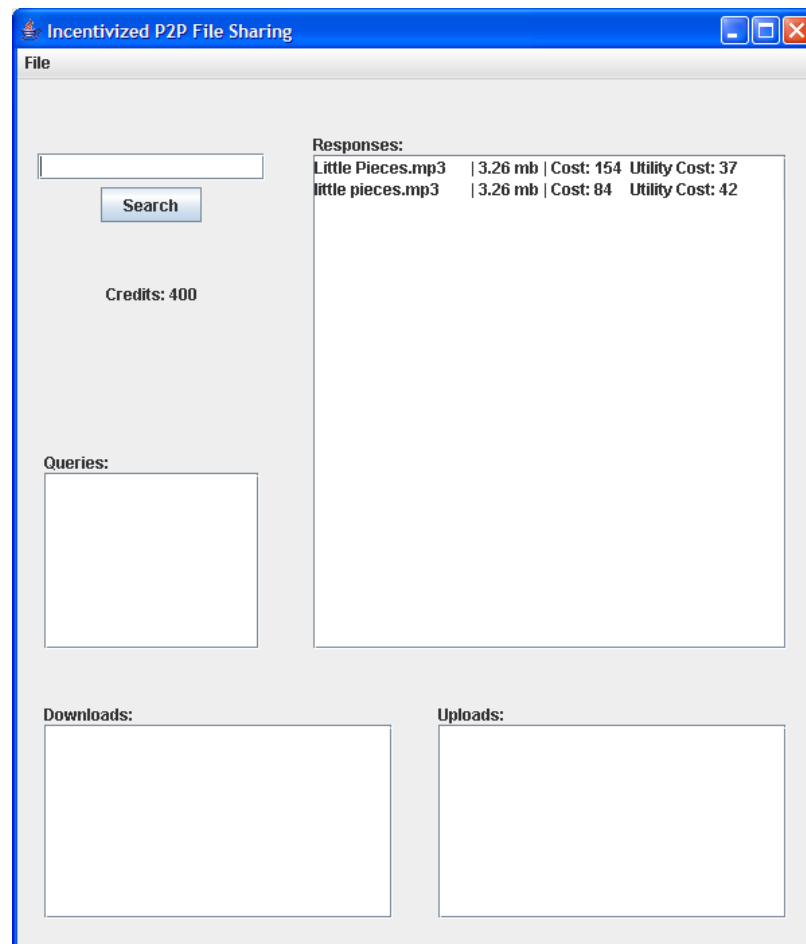 Incentivized P2P File Sharing
File
Search
Credits: 400
Responses:
Little Pieces.mp3 | 3.26 mb | Cost: 154 Utility Cost: 37
little pieces.mp3 | 3.26 mb | Cost: 84 Utility Cost: 42
Queries:
Downloads:
Uploads: